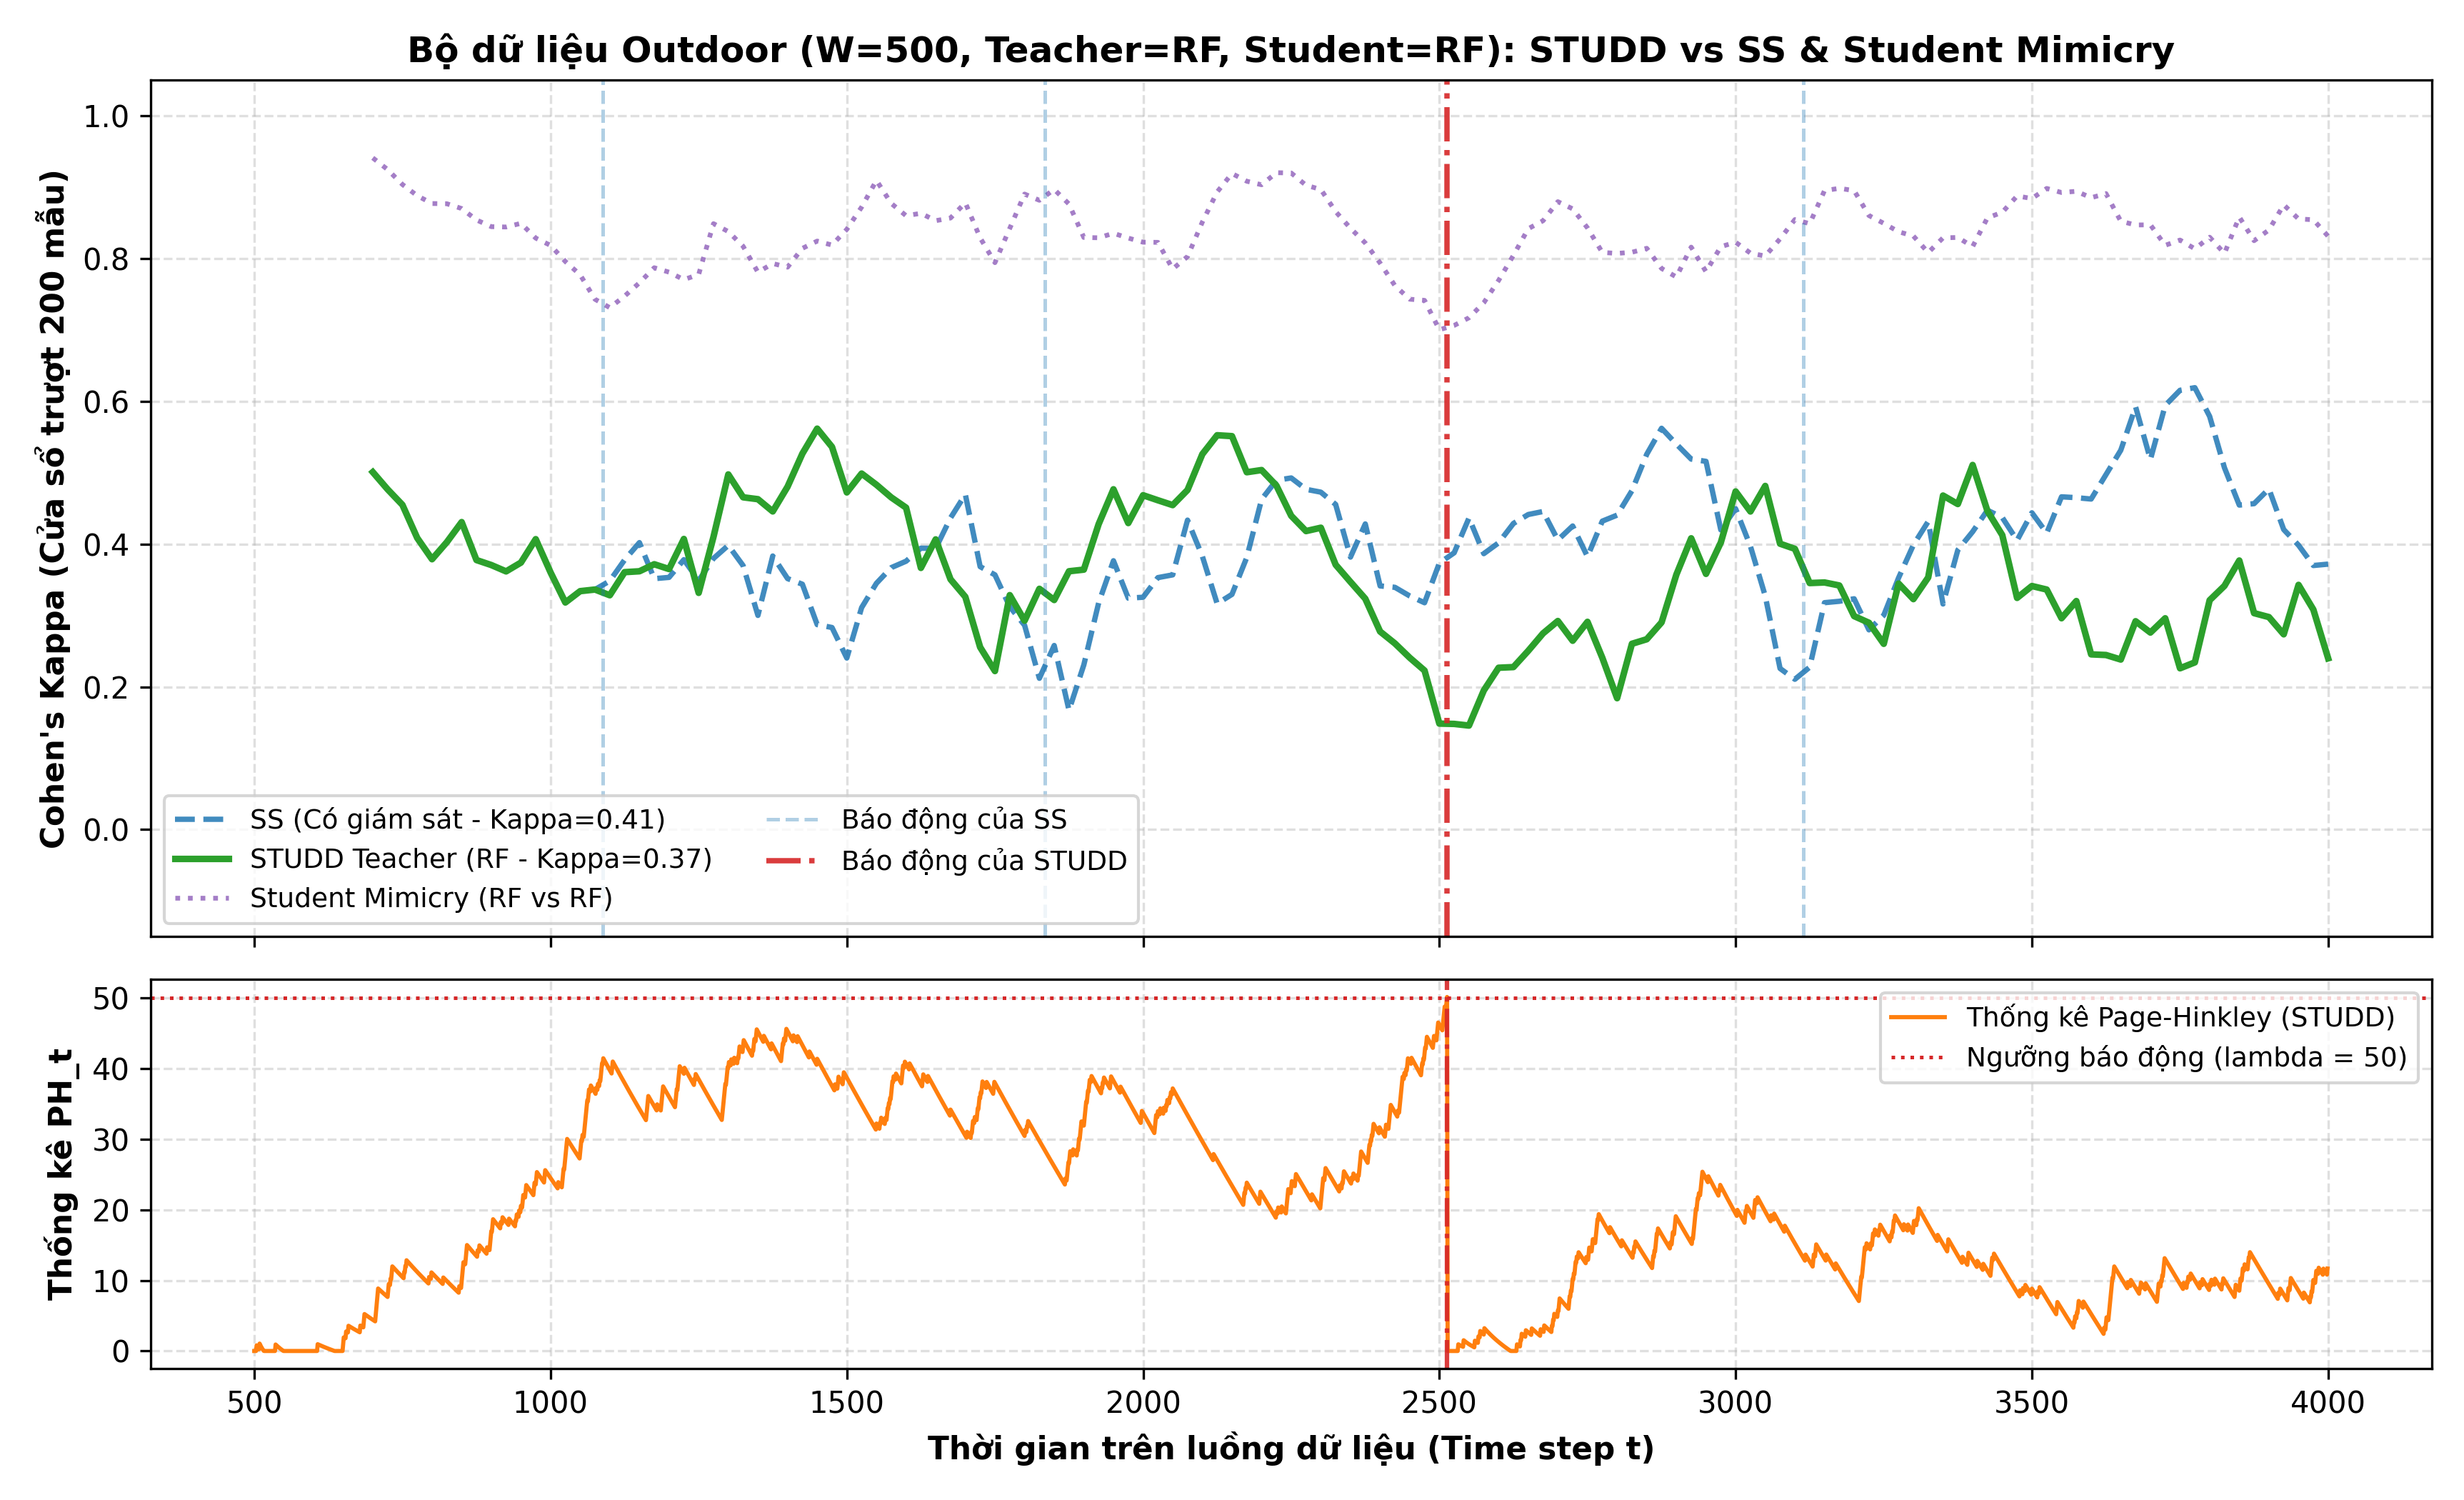 Bộ dữ liệu Outdoor (W=500, Teacher=RF, Student=RF): STUDD vs SS & Student Mimicry
Cohen's Kappa (Cửa sổ trượt 200 mẫu)
1.0
0.8
0.6
0.4
0.2
0.0
SS (Có giám sát - Kappa=0.41)
STUDD Teacher (RF - Kappa=0.37)
Student Mimicry (RF vs RF)
Báo động của SS
Báo động của STUDD
Thống kê PH_t
50
40
30
20
10
0
Thống kê Page-Hinkley (STUDD)
Ngưỡng báo động (lambda = 50)
500 1000 1500 2000 2500 3000 3500 4000
Thời gian trên luồng dữ liệu (Time step t)